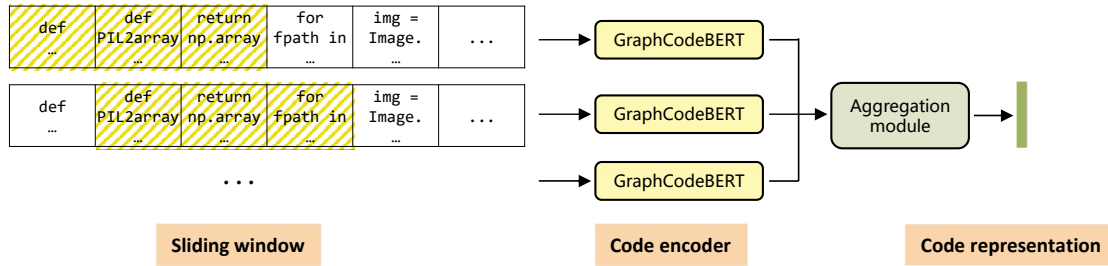 def
…
def
PIL2array
…
return
np.array
…
for
fpath in
…
img =
Image.
…
...
GraphCodeBERT
def
…
def
PIL2array
…
return
np.array
…
for
fpath in
…
img =
Image.
…
...
GraphCodeBERT
Aggregation
module
...
GraphCodeBERT
Sliding window
Code encoder
Code representation